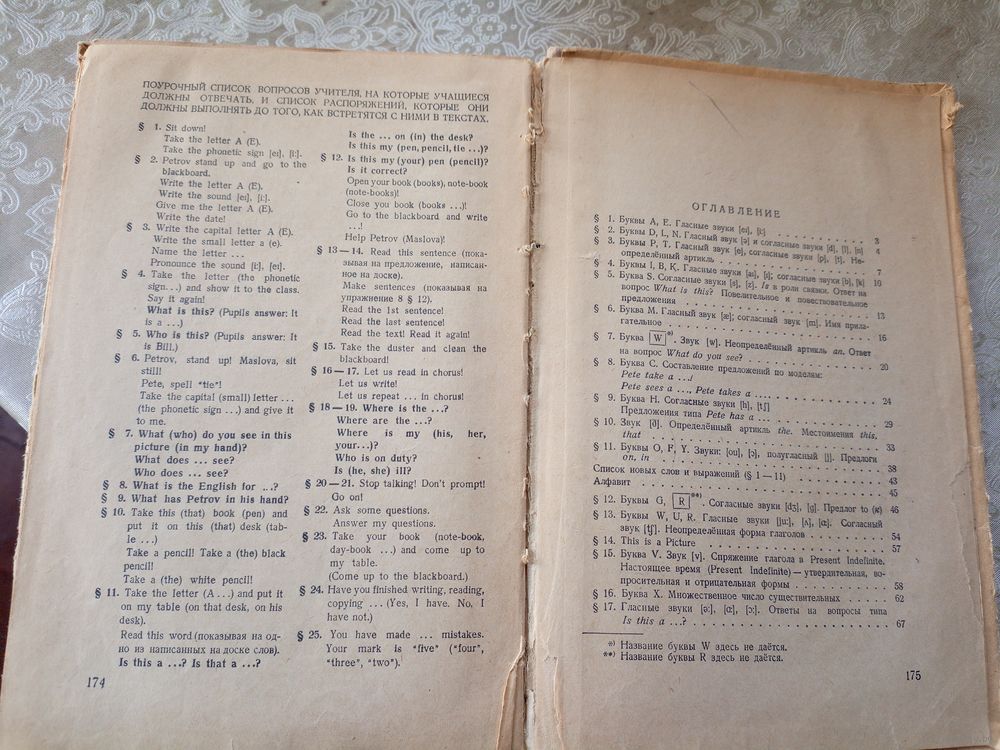 ПОУРОЧНЫЙ СПИСОК ВОПРОСОВ УЧИТЕЛЯ, НА КОТОРЫЕ УЧАЩИЕСЯ
ДОЛЖНЫ ОТВЕЧАТЬ, И СПИСОК РАСПОРЯЖЕНИЙ, КОТОРЫЕ ОНИ
ДОЛЖНЫ ВЫПОЛНЯТЬ ДО ТОГО, КАК ВСТРЕТЯТСЯ С НИМИ В ТЕКСТАХ.
§ 1. Sit down!
Take the letter A (E).
Take the phonetic sign [eı], [i:].
§ 2. Petrov stand up and go to the
blackboard.
Write the letter A (E).
Write the sound [eı], [i:].
Give me the letter A (E).
Write the date!
§ 3. Write the capital letter A (E).
Write the small letter a (e).
Name the letter ...
Pronounce the sound [i:], [eı].
§ 4. Take the letter (the phonetic
sign...) and show it to the class.
Say it again!
What is this? (Pupils answer: It
is a ...)
§ 5. Who is this? (Pupils answer: It
is Bill.)
§ 6. Petrov, stand up! Maslova, sit
still!
Pete, spell "tie"!
Take the capital (small) letter ...
(the phonetic sign ...) and give it
to me.
§ 7. What (who) do you see in this
picture (in my hand)?
What does ... see?
Who does ... see?
§ 8. What is the English for ...?
§ 9. What has Petrov in his hand?
§ 10. Take this (that) book (pen) and
put it on this (that) desk (tab-
le ...)
Take a pencil! Take a (the) black
pencil!
Take a (the) white pencil!
§ 11. Take the letter (A ...) and put it
on my table (on that desk, on his
desk).
Read this word (показывая на од-
но из написанных на доске слов).
Is this a ...? Is that a ...?
174
Is the ... on (in) the desk?
Is this my (pen, pencil, tie ...)?
§ 12. Is this my (your) pen (pencil)?
Is it correct?
Open your book (books), note-book
(note-books)!
Close you book (books ...)!
Go to the blackboard and write
...!
Help Petrov (Maslova)!
§ 13—14. Read this sentence (пока-
зывая на предложение, написан-
ное на доске).
Make sentences (показывая на
упражнение 8 § 12).
Read the 1st sentence!
Read the last sentence!
Read the text! Read it again!
§ 15. Take the duster and clean the
blackboard!
§ 16—17. Let us read in chorus!
Let us write!
Let us repeat ... in chorus!
§ 18—19. Where is the ...?
Where are the ...?
Where is my (his, her,
your...)?
Who is on duty?
Is (he, she) ill?
§ 20—21. Stop talking! Don't prompt!
Go on!
§ 22. Ask some questions.
Answer my questions.
§ 23. Take your book (note-book,
day-book ...) and come up to
my table.
(Come up to the blackboard.)
§ 24. Have you finished writing, reading,
copying ... (Yes, I have. No, I
have not.)
§ 25. You have made ... mistakes.
Your mark is "five" ("four",
"three", "two").
ОГЛАВЛЕНИЕ
§ 1. Буквы A, E. Гласные звуки [eı], [i:] 3
§ 2. Буквы D, L, N. Гласный звук [ə] и согласные звуки [d], [l], [n] 4
§ 3. Буквы P, T. Гласный звук [e], согласные звуки [p], [t]. Не-
определённый артикль 7
§ 4. Буквы I, B, K. Гласные звуки [aı], [ı]; согласные звуки [b], [k] 10
§ 5. Буква S. Согласные звуки [s], [z]. Is в роли связки. Ответ на
вопрос What is this? Повелительное и повествовательное
предложения 13
§ 6. Буква M. Гласный звук [æ]; согласный звук [m]. Имя прила-
гательное 16
§ 7. Буква W *). Звук [w]. Неопределённый артикль an. Ответ
на вопрос What do you see? 20
§ 8. Буква C. Составление предложений по моделям:
Pete take a ...!
Pete sees a .... Pete takes a ... 24
§ 9. Буква H. Согласные звуки [h], [tʃ]
Предложения типа Pete has a ... 29
§ 10. Звук [ð]. Определённый артикль the. Местоимения this,
that 33
§ 11. Буквы O, F, Y. Звуки: [ou], [ɔ], полугласный [j]. Предлоги
on, in 38
Список новых слов и выражений (§ 1—11) 43
Алфавит 45
§ 12. Буквы G, R **). Согласные звуки [dʒ], [g]. Предлог to (к) 46
§ 13. Буквы W, U, R. Гласные звуки [ju:], [ʌ], [ɑ:]. Согласный
звук [tʃ]. Неопределённая форма глаголов 54
§ 14. This is a Picture 57
§ 15. Буква V. Звук [v]. Спряжение глагола в Present Indefinite.
Настоящее время (Present Indefinite) — утвердительная, во-
просительная и отрицательная формы 58
§ 16. Буква X. Множественное число существительных 62
§ 17. Гласные звуки [ə:], [ɑ:], [ɔ:]. Ответы на вопросы типа
Is this a ...? 67
*) Название буквы W здесь не даётся.
**) Название буквы R здесь не даётся.
175